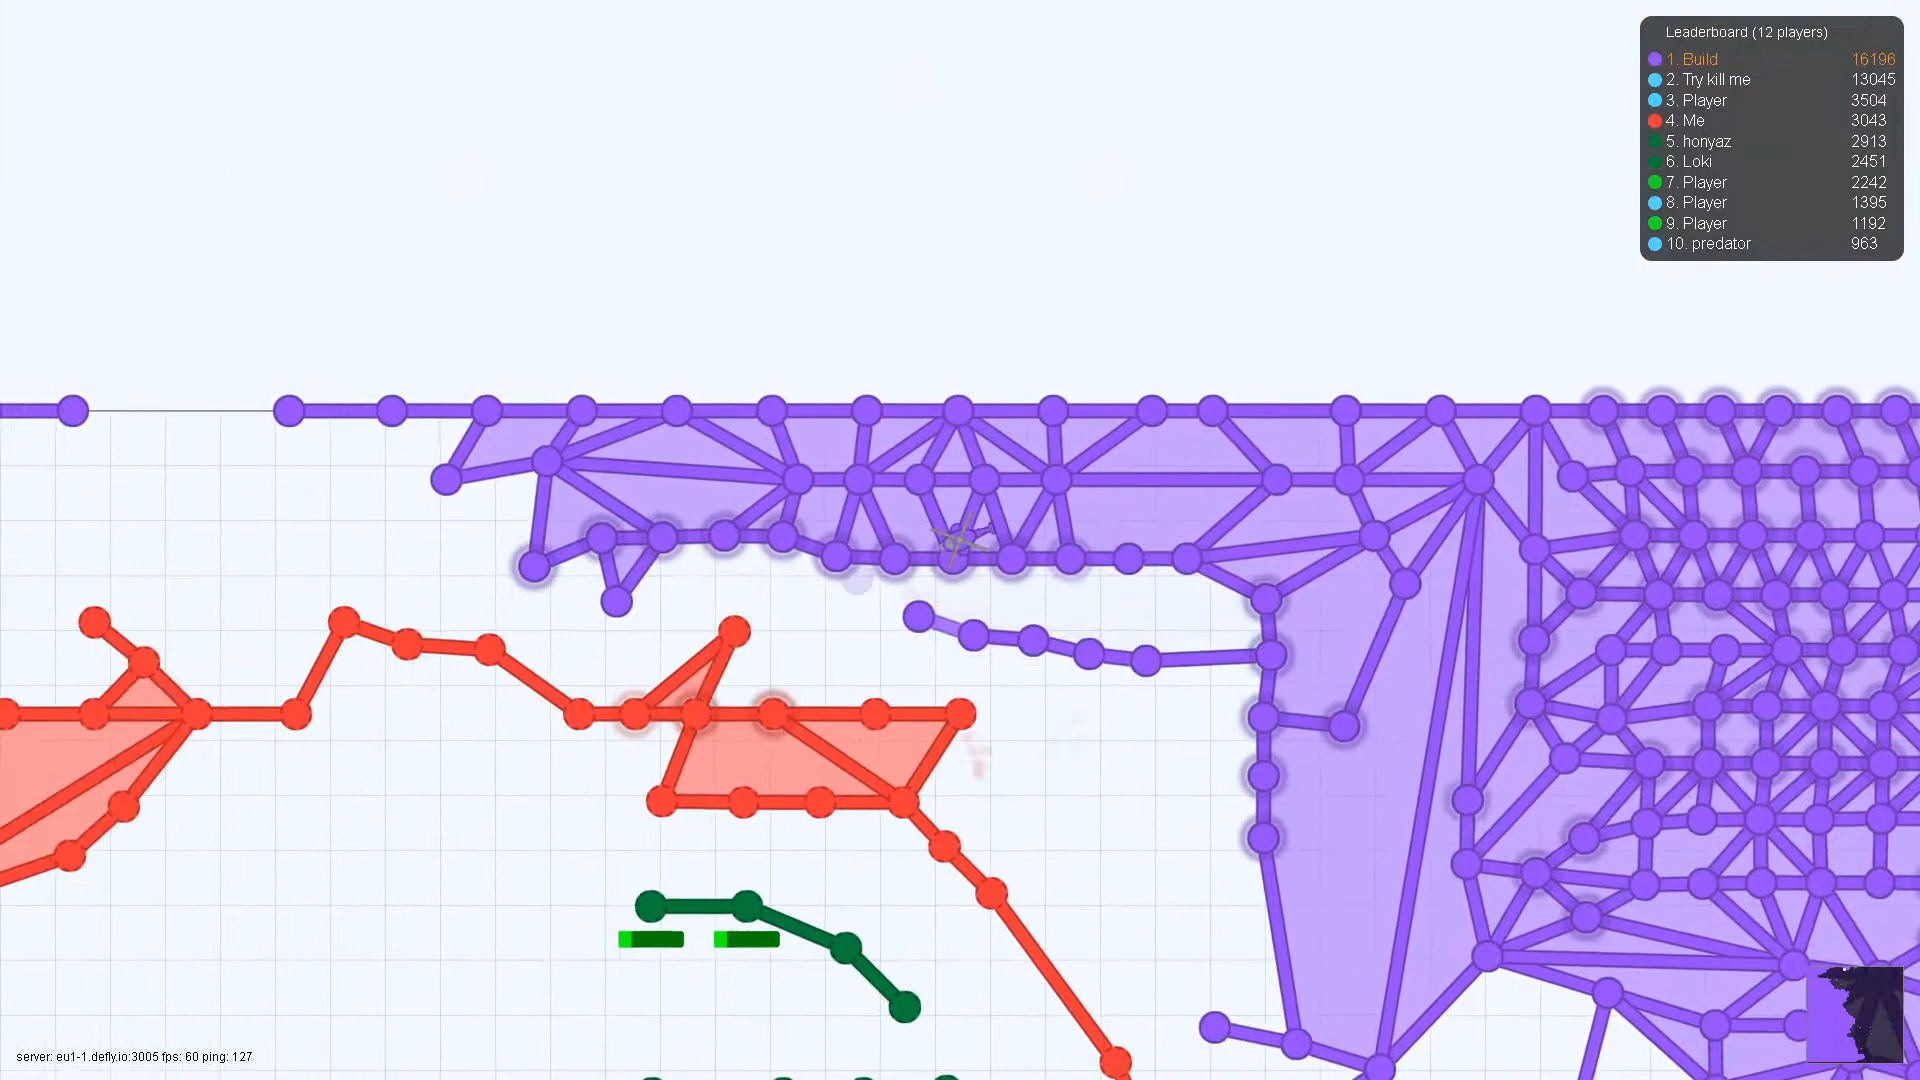 Leaderboard (12 players)
1. Build 16196
2. Try kill me 13045
3. Player 3504
4. Me 3043
5. honyaz 2913
6. Loki 2451
7. Player 2242
8. Player 1395
9. Player 1192
10. predator 963
server: eu1-1.defly.io:3005 fps: 60 ping: 127